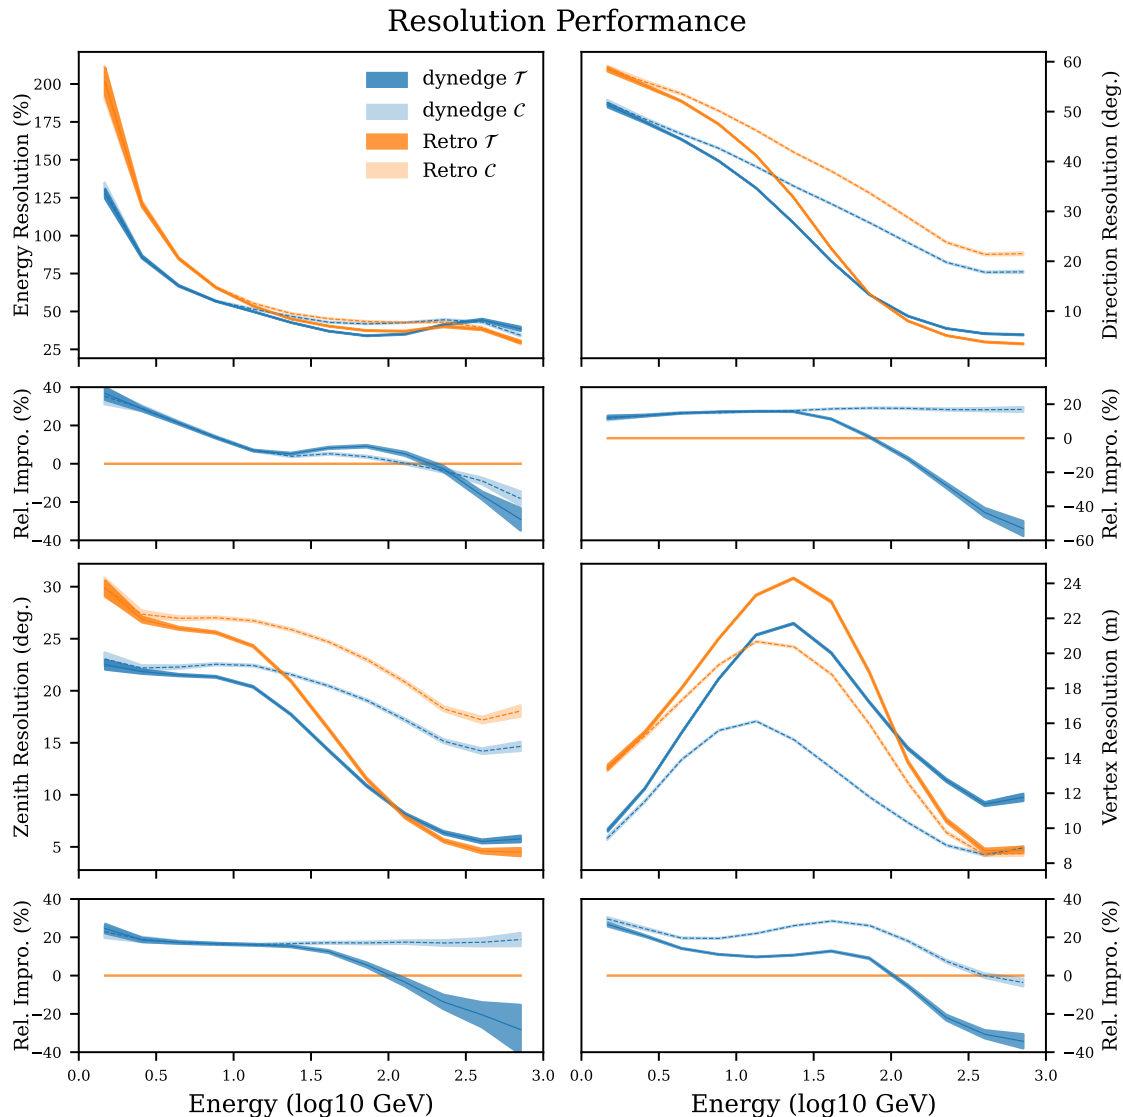 Resolution Performance
Energy Resolution (%)
200
175
150
125
100
75
50
25
dynedge 𝒯
dynedge 𝒞
Retro 𝒯
Retro 𝒞
60
50
40
30
20
10
Direction Resolution (deg.)
Rel. Impro. (%)
40
20
0
−20
−40
20
0
−20
−40
−60
Rel. Impro. (%)
Zenith Resolution (deg.)
30
25
20
15
10
5
24
22
20
18
16
14
12
10
8
Vertex Resolution (m)
Rel. Impro. (%)
40
20
0
−20
−40
40
20
0
−20
−40
Rel. Impro. (%)
0.0 0.5 1.0 1.5 2.0 2.5 3.0
0.0 0.5 1.0 1.5 2.0 2.5 3.0
Energy (log10 GeV)
Energy (log10 GeV)